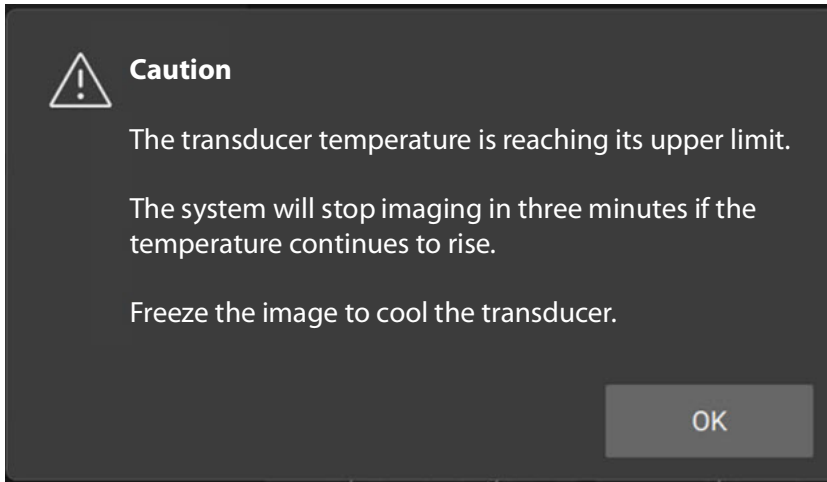 Caution
The transducer temperature is reaching its upper limit.
The system will stop imaging in three minutes if the
temperature continues to rise.
Freeze the image to cool the transducer.
OK